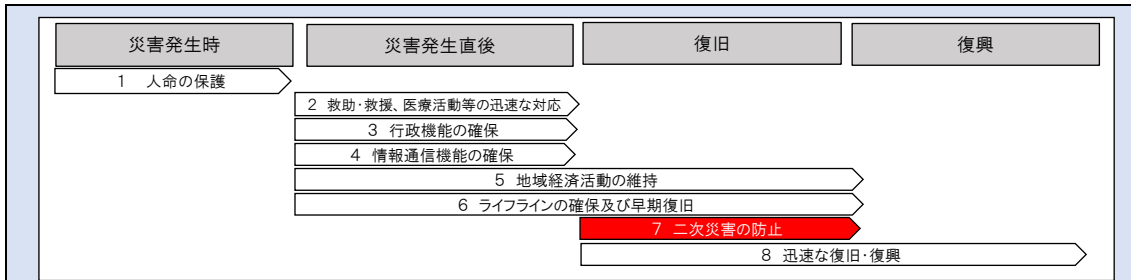 災害発生時
災害発生直後
復旧
復興
1 人命の保護
2 救助・救援、医療活動等の迅速な対応
3 行政機能の確保
4 情報通信機能の確保
5 地域経済活動の維持
6 ライフラインの確保及び早期復旧
7 二次災害の防止
8 迅速な復旧・復興